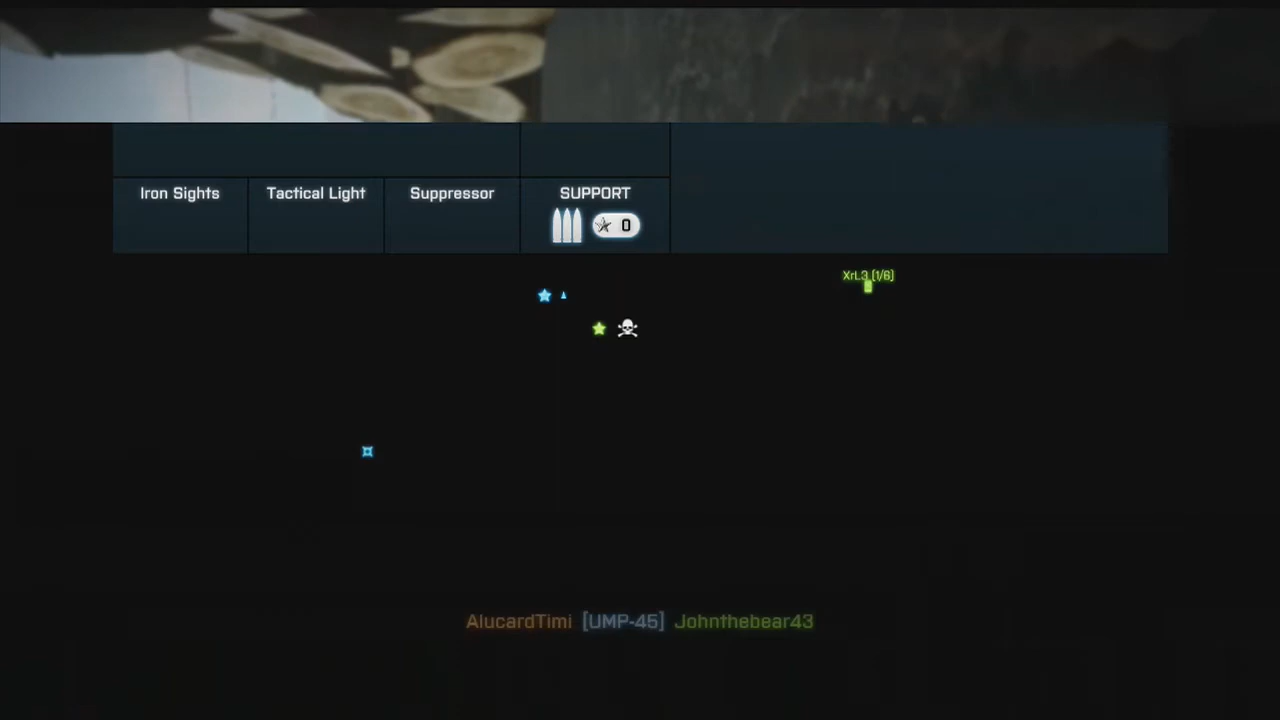 Iron Sights Tactical Light Suppressor SUPPORT
0
XrL3 [1/6]
AlucardTimi [UMP-45] Johnthebear43